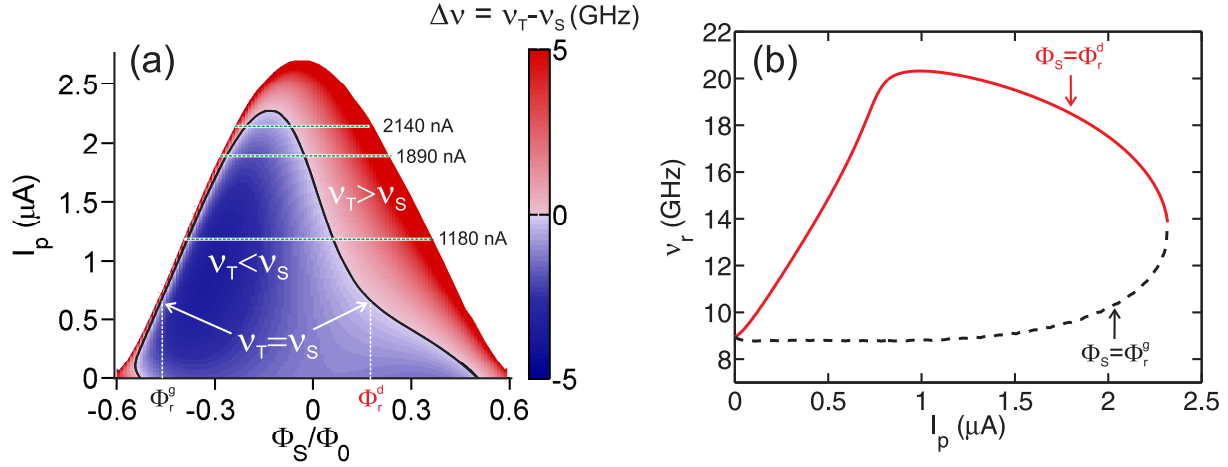 Δν = ν_T−ν_S (GHz)
(a)
2.5
2
1.5
1
0.5
0
I_p (μA)
2140 nA
1890 nA
1180 nA
ν_T>ν_S
ν_T<ν_S
ν_T=ν_S
-0.6
-0.3
0
0.3
0.6
Φ_r^g
Φ_r^d
Φ_S/Φ_0
5
0
-5
(b)
22
20
18
16
14
12
10
8
ν_r (GHz)
Φ_S=Φ_r^d
Φ_S=Φ_r^g
0
0.5
1
1.5
2
2.5
I_p (μA)